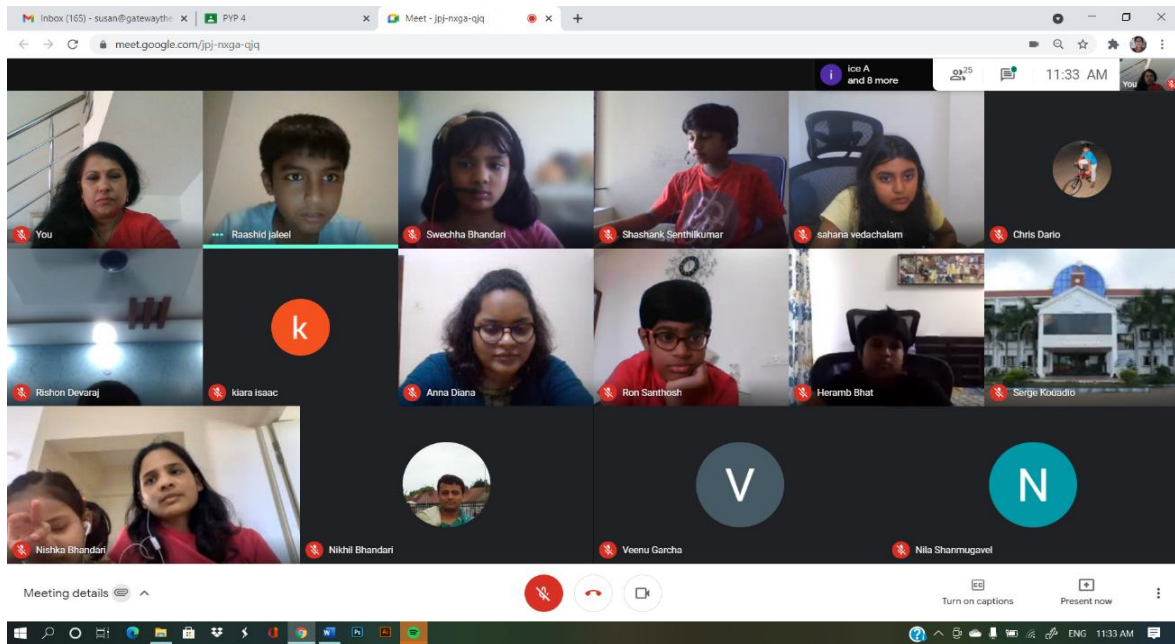 Inbox (165) - susan@gatewaythe
PYP 4
Meet - jpj-nxga-qjq
meet.google.com/jpj-nxga-qjq
i
ice A
and 8 more
25
11:33 AM
You
You
Raashid jaleel
Swechha Bhandari
Shashank Senthilkumar
sahana vedachalam
Chris Dario
Rishon Devaraj
k
kiara isaac
Anna Diana
Ron Santhosh
Heramb Bhat
Serge Kouadio
Nishka Bhandari
Nikhil Bhandari
V
Veenu Garcha
N
Nila Shanmugavel
Meeting details
CC
Turn on captions
Present now
ENG 11:33 AM